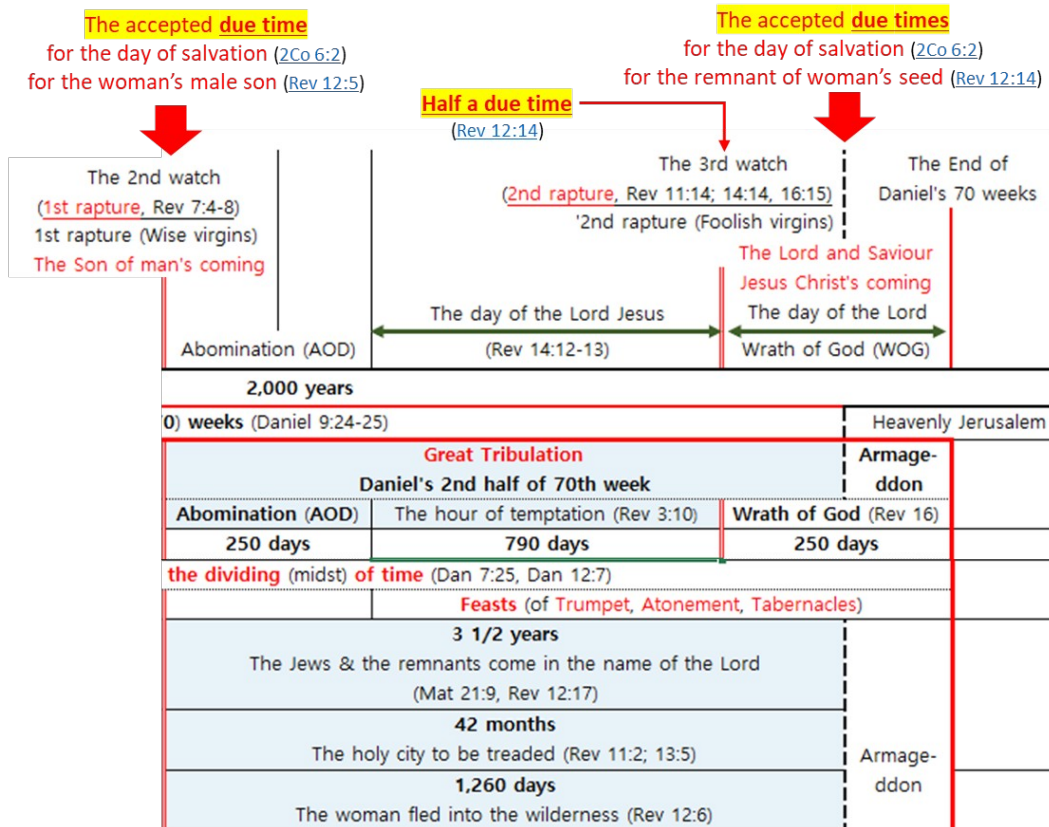 The accepted due time
for the day of salvation (2Co 6:2)
for the woman's male son (Rev 12:5)
The accepted due times
for the day of salvation (2Co 6:2)
for the remnant of woman's seed (Rev 12:14)
Half a due time
(Rev 12:14)
The 2nd watch
(1st rapture, Rev 7:4-8)
1st rapture (Wise virgins)
The Son of man's coming
The 3rd watch
(2nd rapture, Rev 11:14; 14:14, 16:15)
'2nd rapture (Foolish virgins)
The End of
Daniel's 70 weeks
The Lord and Saviour
Jesus Christ's coming
Abomination (AOD)
The day of the Lord Jesus
(Rev 14:12-13)
The day of the Lord
Wrath of God (WOG)
2,000 years
0) weeks (Daniel 9:24-25)
Heavenly Jerusalem
Great Tribulation
Daniel's 2nd half of 70th week
Armage-
ddon
Abomination (AOD)
The hour of temptation (Rev 3:10)
Wrath of God (Rev 16)
250 days
790 days
250 days
the dividing (midst) of time (Dan 7:25, Dan 12:7)
Feasts (of Trumpet, Atonement, Tabernacles)
3 1/2 years
The Jews & the remnants come in the name of the Lord
(Mat 21:9, Rev 12:17)
42 months
The holy city to be treaded (Rev 11:2; 13:5)
Armage-
ddon
1,260 days
The woman fled into the wilderness (Rev 12:6)